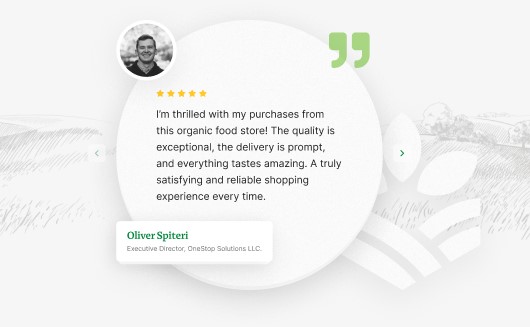 I'm thrilled with my purchases from
this organic food store! The quality is
exceptional, the delivery is prompt,
and everything tastes amazing. A truly
satisfying and reliable shopping
experience every time.
Oliver Spiteri
Executive Director, OneStop Solutions LLC.